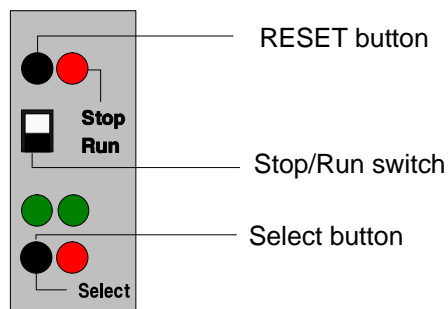 RESET button
Stop
Run
Stop/Run switch
Select button
Select